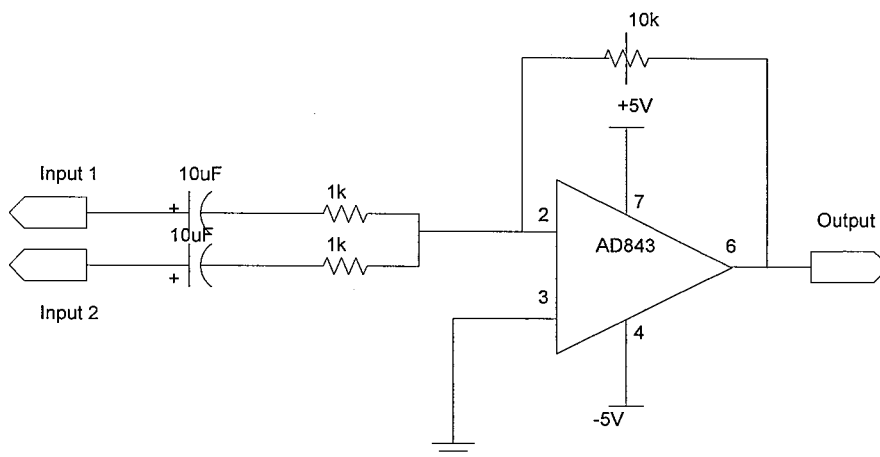 10k
+5V
Input 1
10uF
1k
+
7
2
Output
10uF
1k
AD843
6
+
3
Input 2
4
-5V